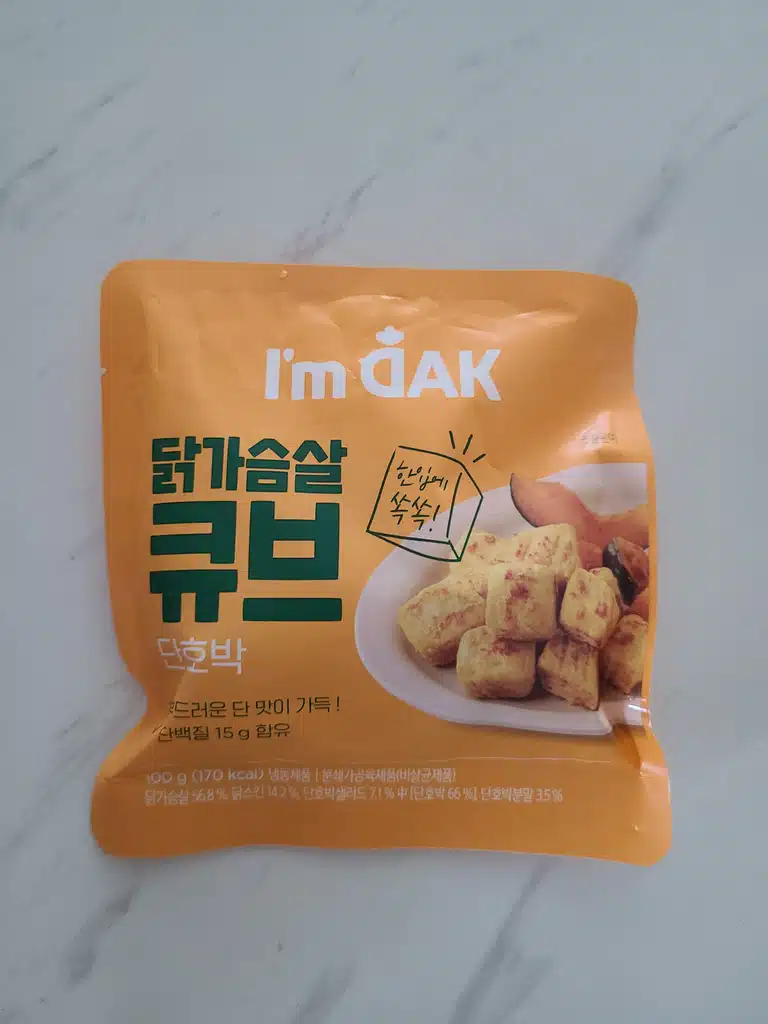 I'm DAK
닭가슴살
큐브
한입에
쏙쏙!
단호박
부드러운 단 맛이 가득!
단백질 15 g 함유
100 g (170 kcal) 냉동제품 | 분쇄가공육제품(비살균제품)
닭가슴살 56.8 %, 닭스킨 14.2 %, 단호박샐러드 7.1 % 中 [단호박 66 %], 단호박분말 3.5 %